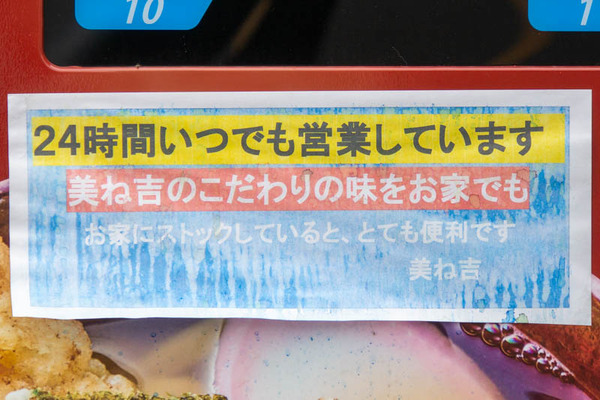 10
1
24時間いつでも営業しています
美ね吉のこだわりの味をお家でも
お家にストックしていると、とても便利です
美ね吉